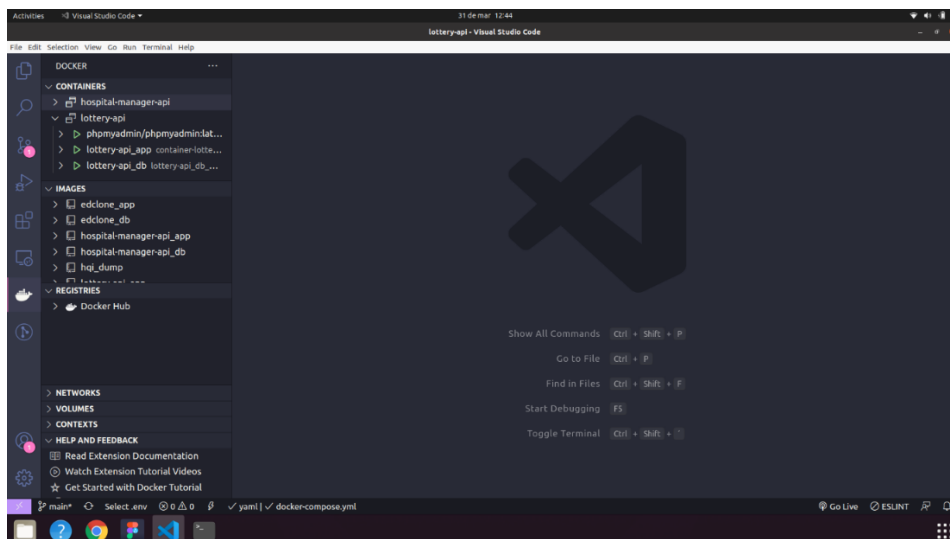 Activities Visual Studio Code 31 de mar 12:44
lottery-api - Visual Studio Code
File Edit Selection View Go Run Terminal Help
DOCKER ...
CONTAINERS
hospital-manager-api
lottery-api
phpmyadmin/phpmyadmin:lat...
lottery-api_app container-lotte...
lottery-api_db lottery-api_db_...
IMAGES
edclone_app
edclone_db
hospital-manager-api_app
hospital-manager-api_db
hqi_dump
REGISTRIES
Docker Hub
NETWORKS
VOLUMES
CONTEXTS
HELP AND FEEDBACK
Read Extension Documentation
Watch Extension Tutorial Videos
Get Started with Docker Tutorial
Show All Commands Ctrl + Shift + P
Go to File Ctrl + P
Find in Files Ctrl + Shift + F
Start Debugging F5
Toggle Terminal Ctrl + Shift + `
main* Select .env 0 0 yaml | docker-compose.yml Go Live ESLINT